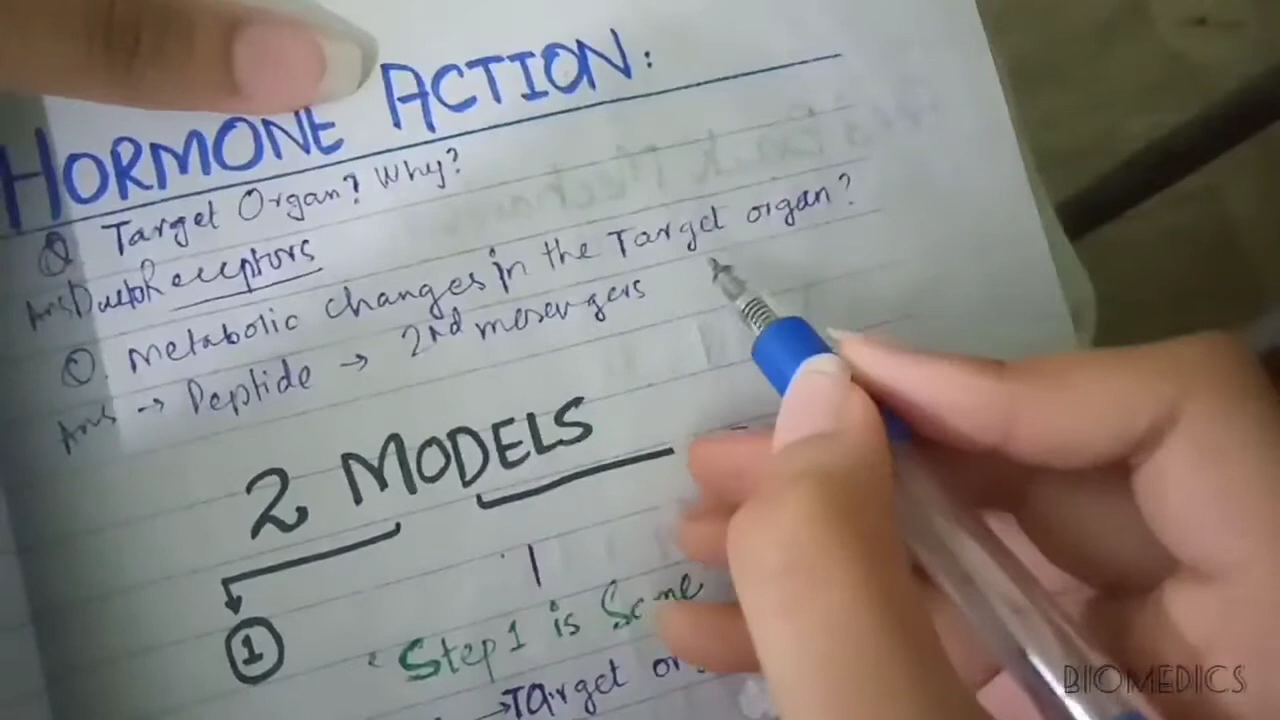 HORMONE ACTION:
Q Target Organ? Why?
Ans Due to Receptors
Q. Metabolic changes in the Target organ?
Ans → Peptide → 2nd messengers
2 MODELS
1
Step 1 is Same
→Target or
BIOMEDICS